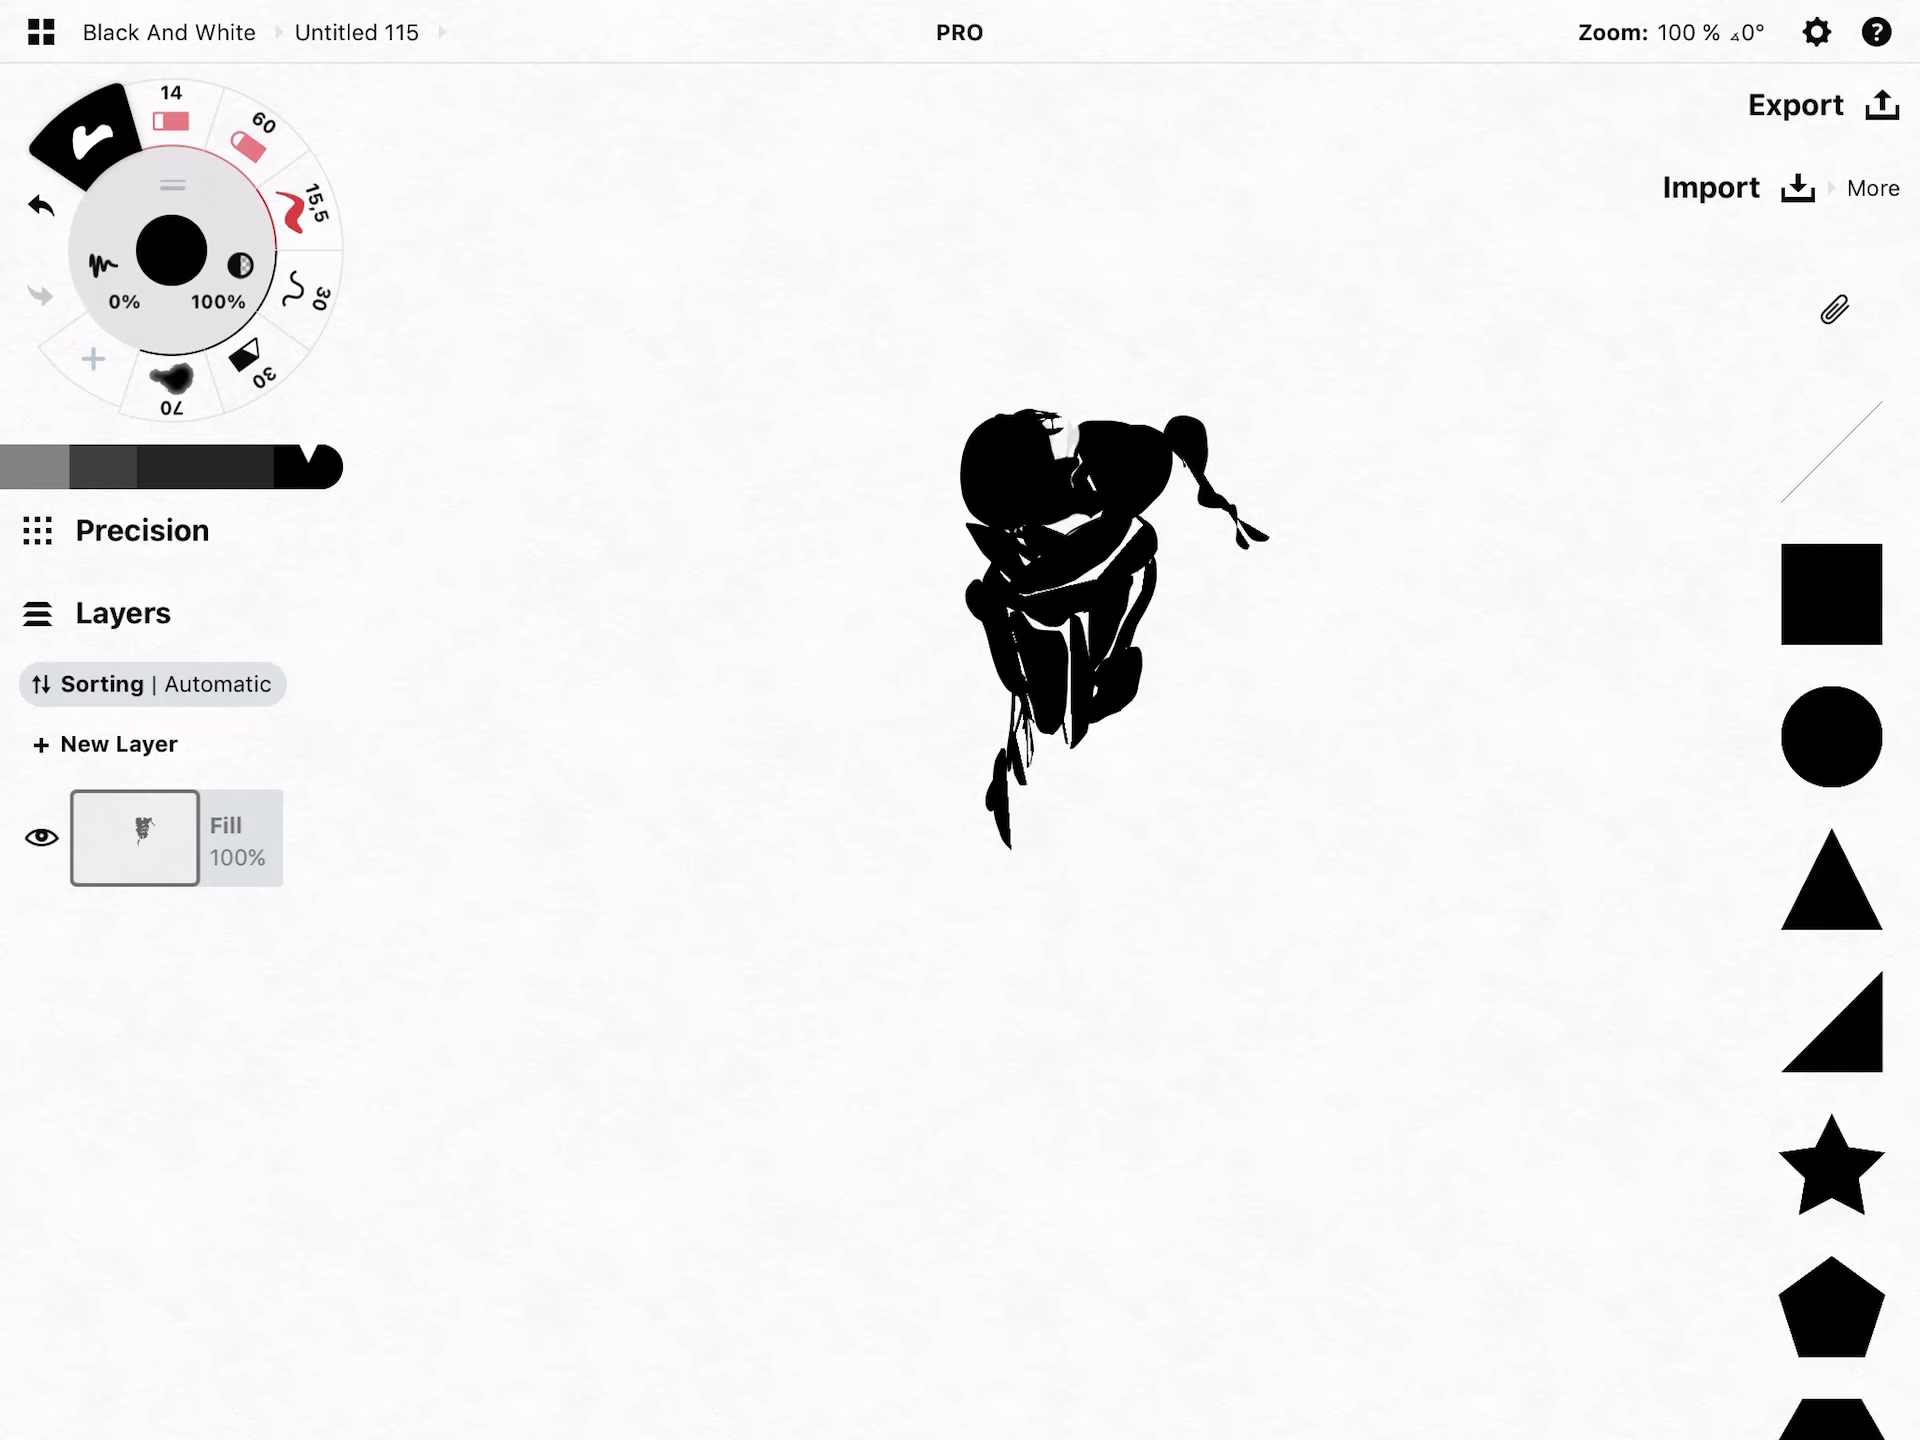 Black And White Untitled 115
PRO
Zoom: 100 % ⦟0°
14
60
15,5
30
30
70
0% 100%
Export
Import More
Precision
Layers
Sorting | Automatic
+ New Layer
Fill
100%